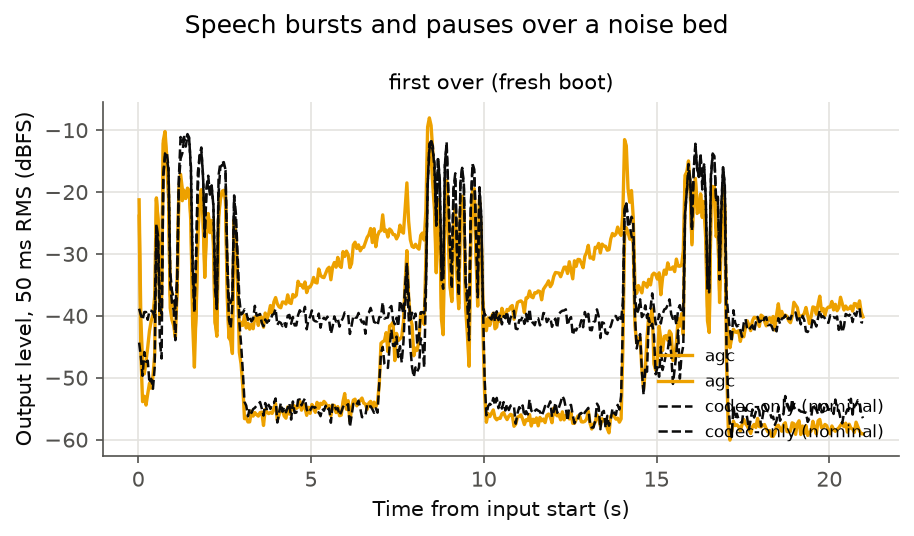 Speech bursts and pauses over a noise bed
first over (fresh boot)
Output level, 50 ms RMS (dBFS)
−10
−20
−30
−40
−50
−60
agc
agc
codec-only (nominal)
codec-only (nominal)
0
5
10
15
20
Time from input start (s)